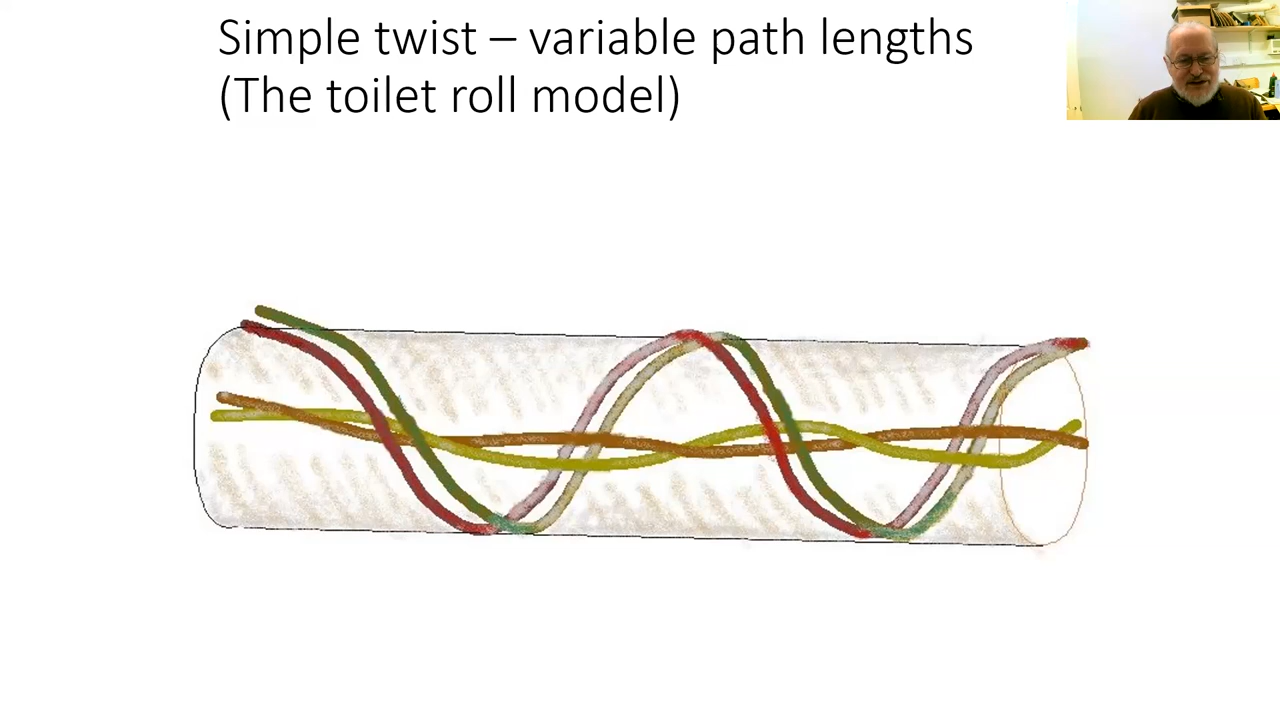 Simple twist – variable path lengths
(The toilet roll model)